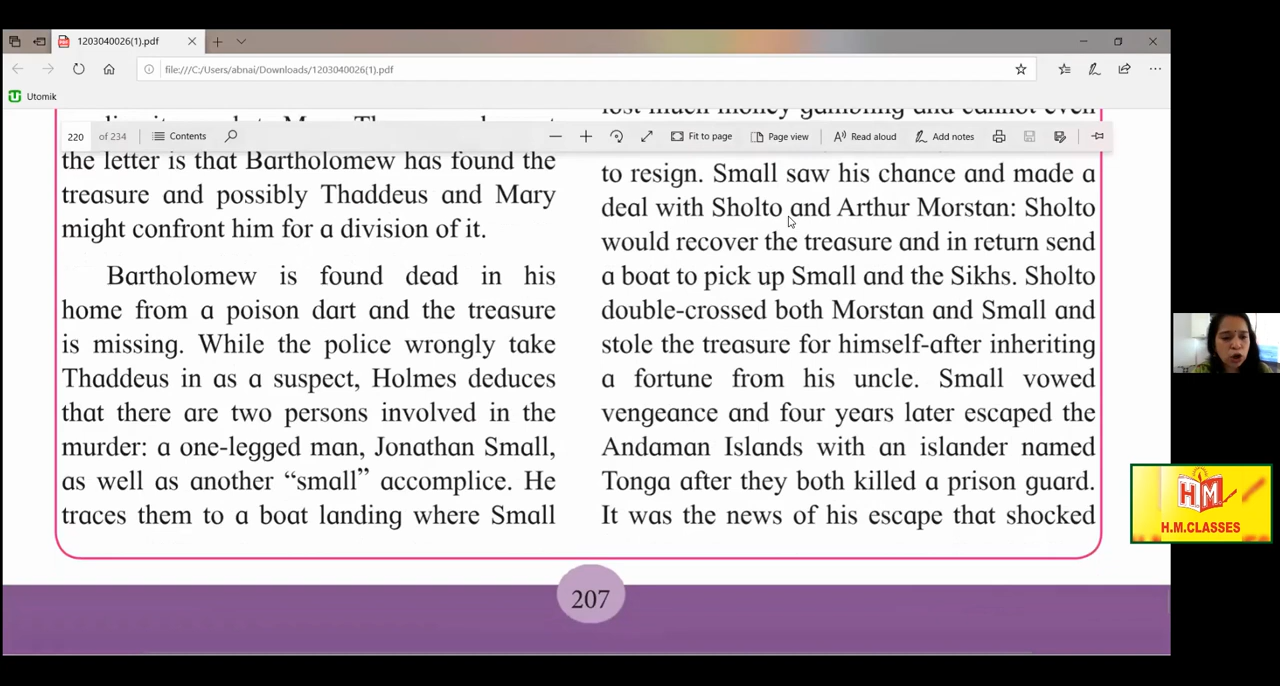 1203040026(1).pdf
file:///C:/Users/abnai/Downloads/1203040026(1).pdf
Utomik
220 of 234 Contents Fit to page Page view Read aloud Add notes
the letter is that Bartholomew has found the
treasure and possibly Thaddeus and Mary
might confront him for a division of it.
Bartholomew is found dead in his
home from a poison dart and the treasure
is missing. While the police wrongly take
Thaddeus in as a suspect, Holmes deduces
that there are two persons involved in the
murder: a one-legged man, Jonathan Small,
as well as another “small” accomplice. He
traces them to a boat landing where Small
lost much money gambling and cannot even
to resign. Small saw his chance and made a
deal with Sholto and Arthur Morstan: Sholto
would recover the treasure and in return send
a boat to pick up Small and the Sikhs. Sholto
double-crossed both Morstan and Small and
stole the treasure for himself-after inheriting
a fortune from his uncle. Small vowed
vengeance and four years later escaped the
Andaman Islands with an islander named
Tonga after they both killed a prison guard.
It was the news of his escape that shocked
207
HM
H.M.CLASSES